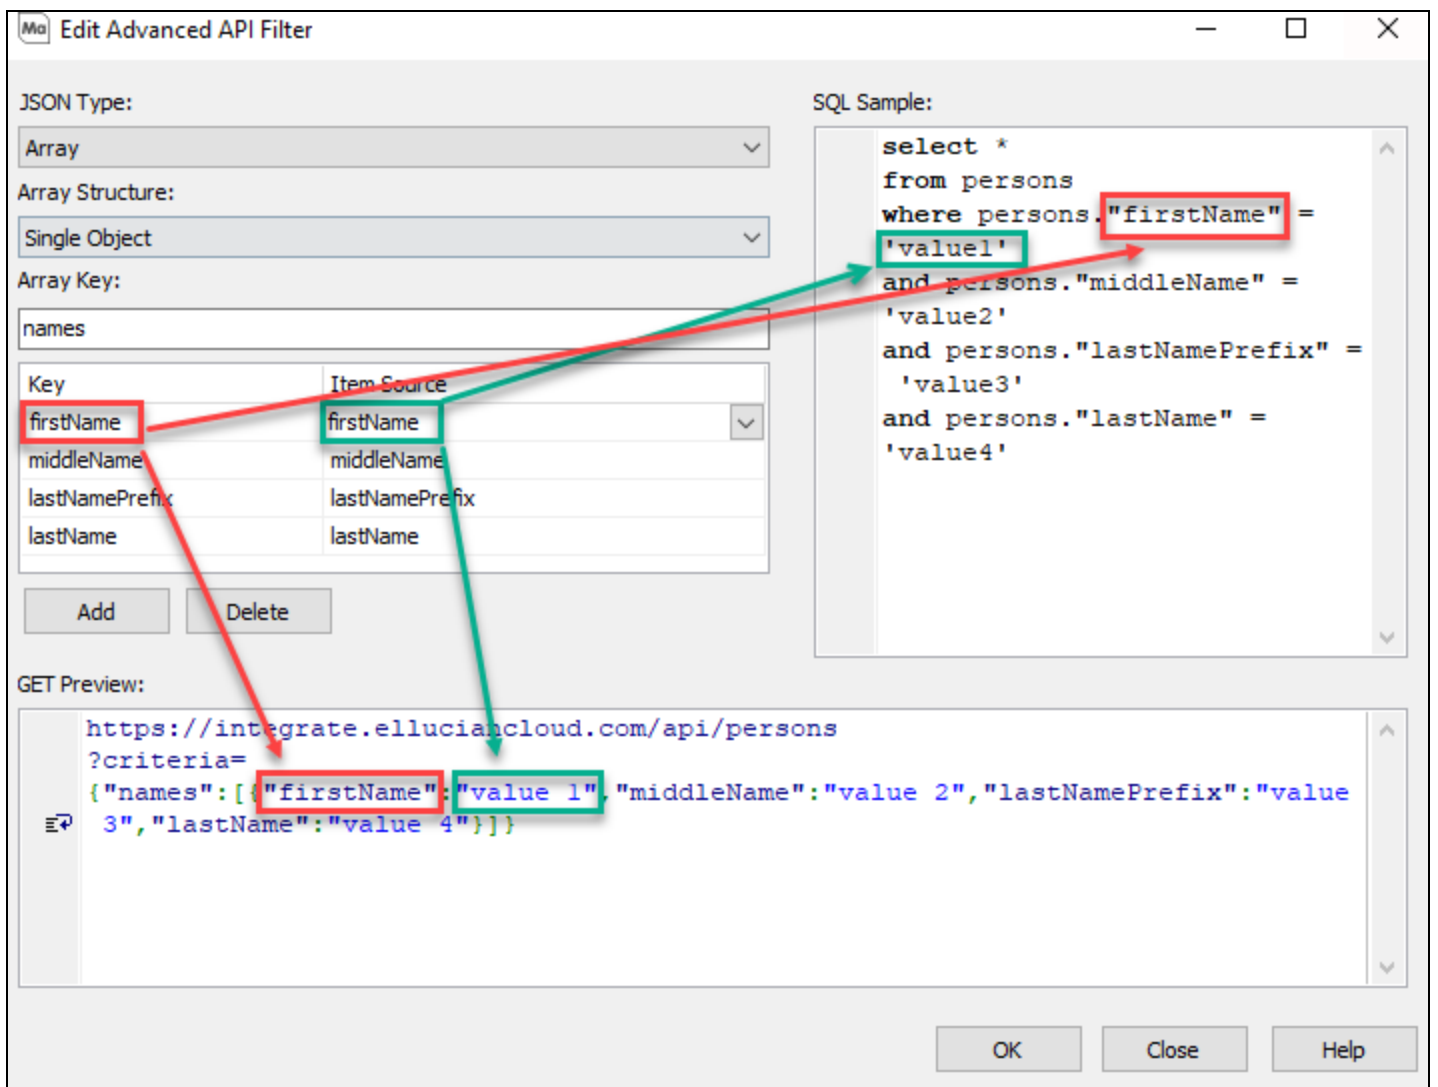 Ma Edit Advanced API Filter
JSON Type:
Array
Array Structure:
Single Object
Array Key:
names
Key Item Source
firstName firstName
middleName middleName
lastNamePrefix lastNamePrefix
lastName lastName
Add Delete
SQL Sample:
select *
from persons
where persons."firstName" =
'value1'
and persons."middleName" =
'value2'
and persons."lastNamePrefix" =
'value3'
and persons."lastName" =
'value4'
GET Preview:
https://integrate.elluciancloud.com/api/persons
?criteria=
{"names":[{"firstName":"value 1","middleName":"value 2","lastNamePrefix":"value
3","lastName":"value 4"}]}
OK Close Help